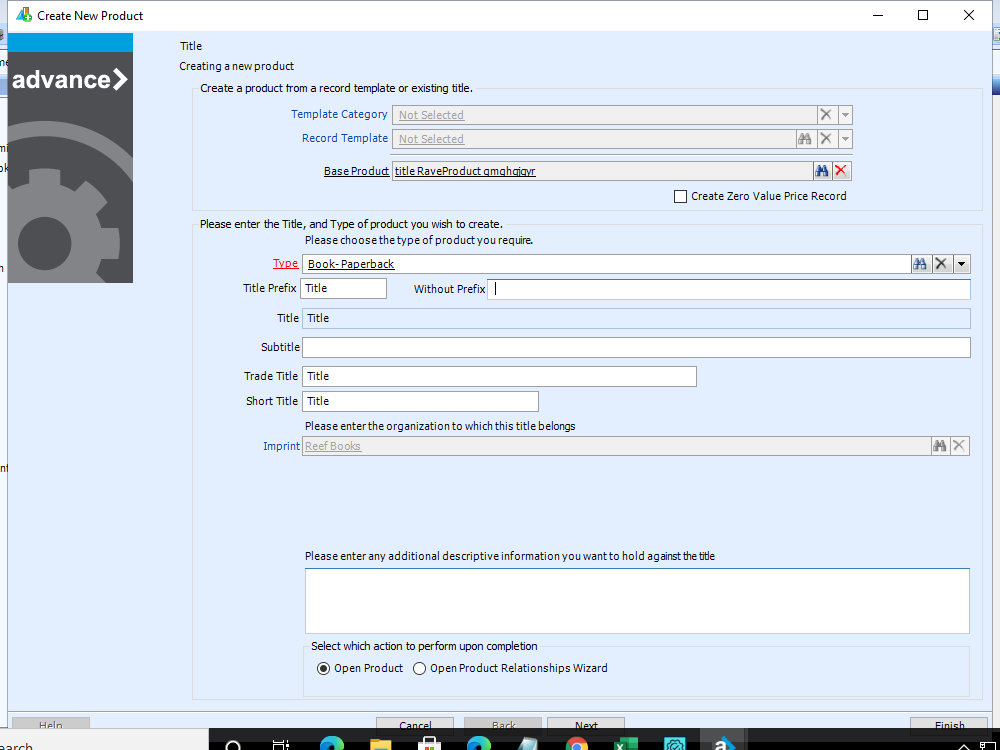 Create New Product
advance
Title
Creating a new product
Create a product from a record template or existing title.
Template Category Not Selected
Record Template Not Selected
Base Product title RaveProduct qmqhqjqyr
Create Zero Value Price Record
Please enter the Title, and Type of product you wish to create.
Please choose the type of product you require.
Type Book- Paperback
Title Prefix Title Without Prefix
Title Title
Subtitle
Trade Title Title
Short Title Title
Please enter the organization to which this title belongs
Imprint Reef Books
Please enter any additional descriptive information you want to hold against the title
Select which action to perform upon completion
Open Product Open Product Relationships Wizard
Help Cancel Back Next Finish
earch